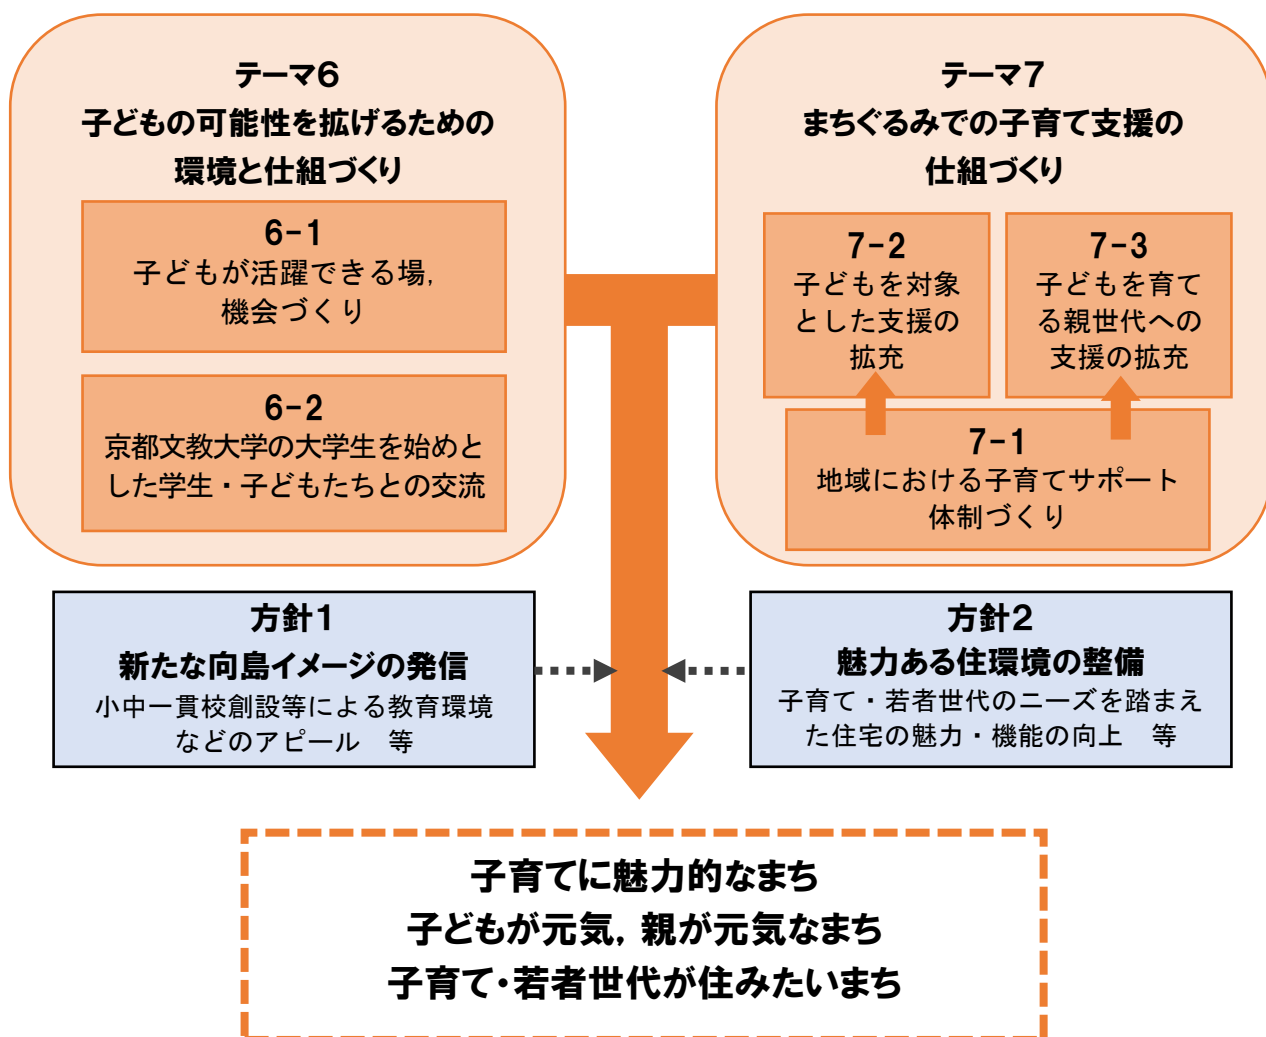 テーマ6
子どもの可能性を拡げるための
環境と仕組づくり
6-1
子どもが活躍できる場,
機会づくり
6-2
京都文教大学の大学生を始めと
した学生・子どもたちとの交流
テーマ7
まちぐるみでの子育て支援の
仕組づくり
7-2
子どもを対象
とした支援の
拡充
7-3
子どもを育て
る親世代への
支援の拡充
7-1
地域における子育てサポート
体制づくり
方針1
新たな向島イメージの発信
小中一貫校創設等による教育環境
などのアピール　等
方針2
魅力ある住環境の整備
子育て・若者世代のニーズを踏まえ
た住宅の魅力・機能の向上　等
子育てに魅力的なまち
子どもが元気, 親が元気なまち
子育て・若者世代が住みたいまち